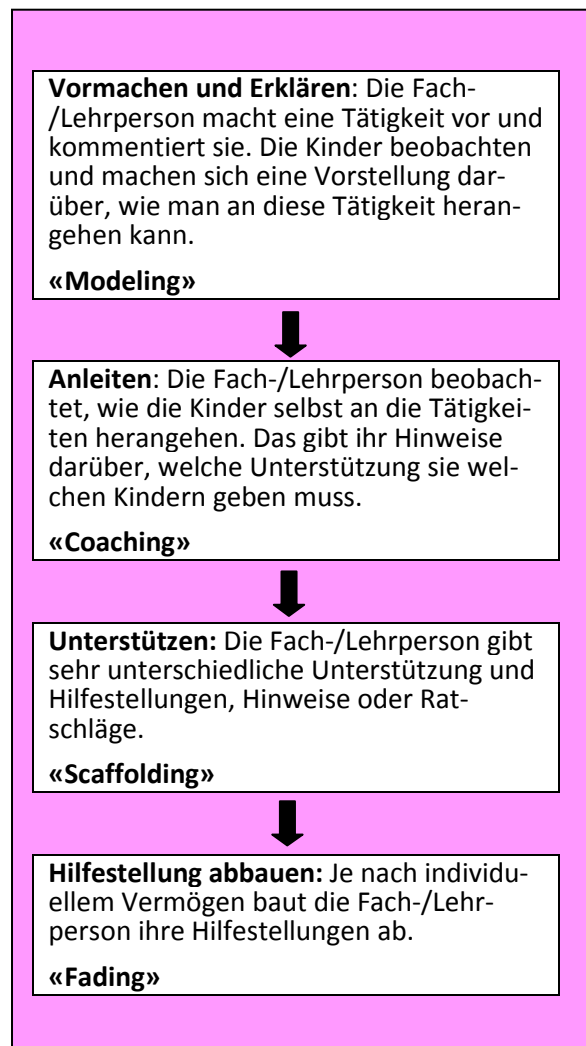 Vormachen und Erklären: Die Fach-
/Lehrperson macht eine Tätigkeit vor und
kommentiert sie. Die Kinder beobachten
und machen sich eine Vorstellung dar-
über, wie man an diese Tätigkeit heran-
gehen kann.
«Modeling»
Anleiten: Die Fach-/Lehrperson beobach-
tet, wie die Kinder selbst an die Tätigkei-
ten herangehen. Das gibt ihr Hinweise
darüber, welche Unterstützung sie wel-
chen Kindern geben muss.
«Coaching»
Unterstützen: Die Fach-/Lehrperson gibt
sehr unterschiedliche Unterstützung und
Hilfestellungen, Hinweise oder Rat-
schläge.
«Scaffolding»
Hilfestellung abbauen: Je nach individu-
ellem Vermögen baut die Fach-/Lehr-
person ihre Hilfestellungen ab.
«Fading»